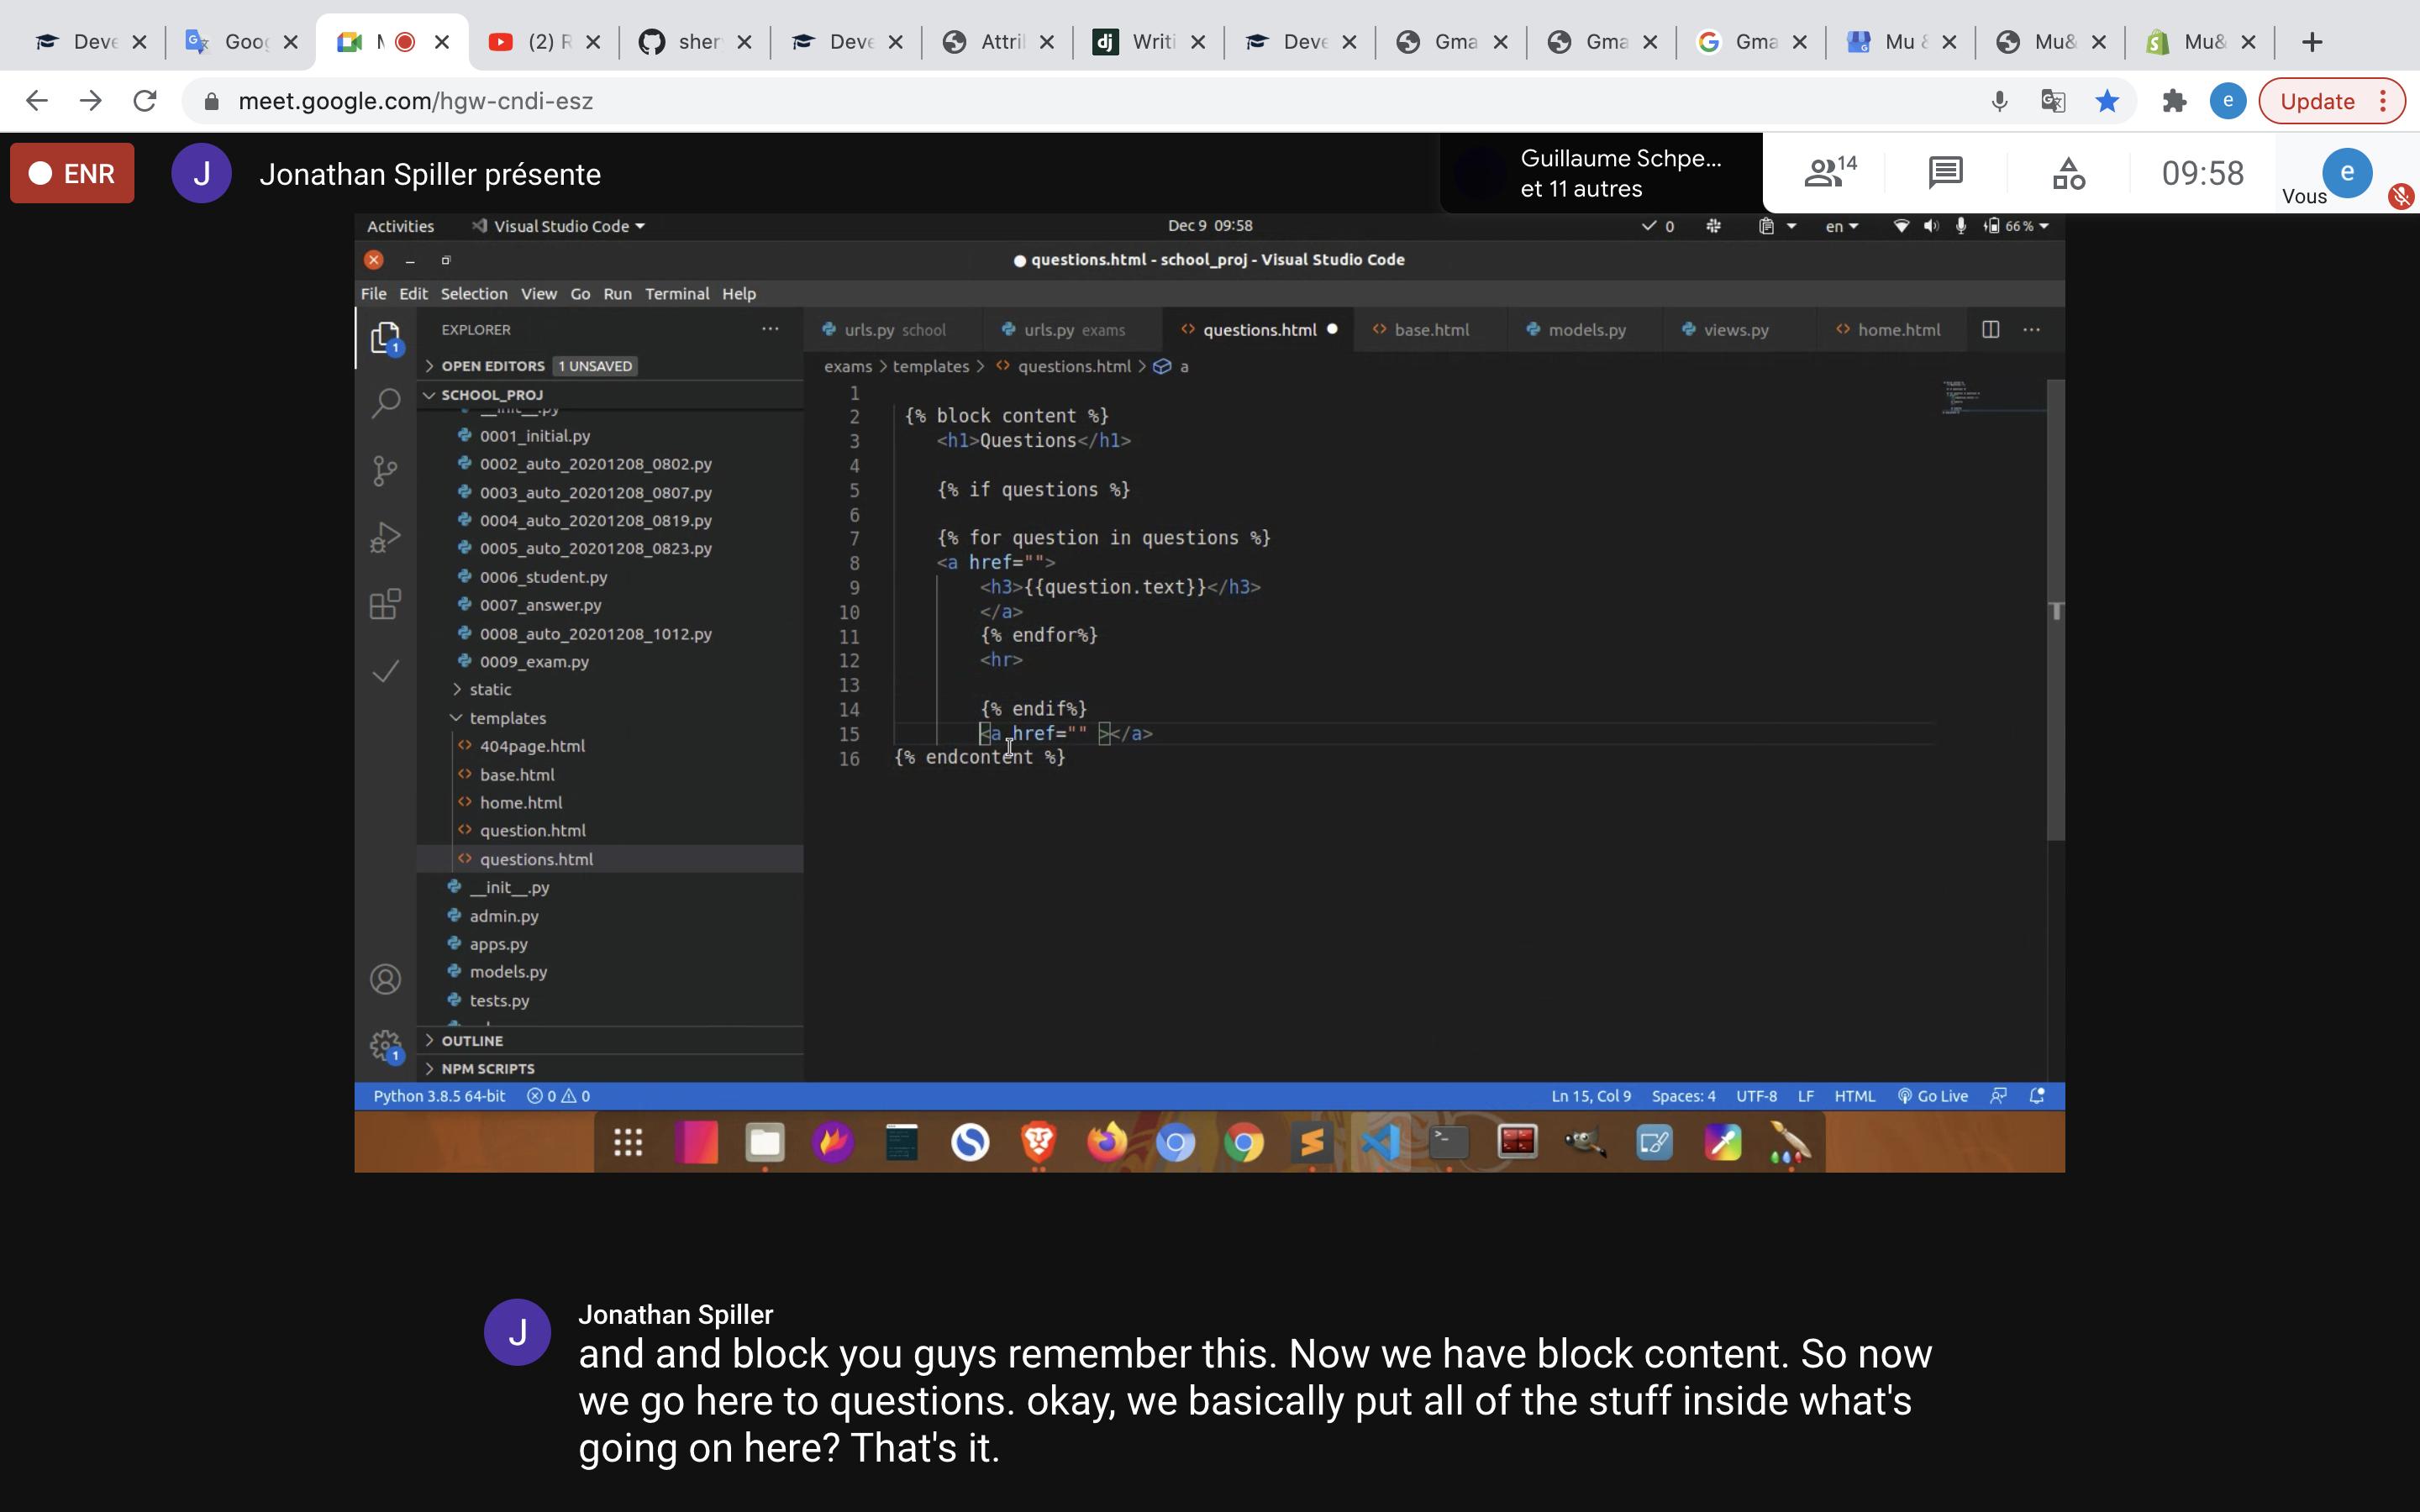 Deve
Goog
M
(2) R
sher
Deve
Attril
dj
Writi
Deve
Gma
Gma
Gma
Mu &
Mu&
Mu&
meet.google.com/hgw-cndi-esz
e
Update
ENR
J
Jonathan Spiller présente
Guillaume Schpe...
et 11 autres
14
09:58
Vous
e
Activities
Visual Studio Code
Dec 9 09:58
0
en
66 %
questions.html - school_proj - Visual Studio Code
File Edit Selection View Go Run Terminal Help
EXPLORER
urls.py school
urls.py exams
questions.html
base.html
models.py
views.py
home.html
1
OPEN EDITORS 1 UNSAVED
exams > templates > questions.html > a
SCHOOL_PROJ
__init__.py
0001_initial.py
0002_auto_20201208_0802.py
0003_auto_20201208_0807.py
0004_auto_20201208_0819.py
0005_auto_20201208_0823.py
0006_student.py
0007_answer.py
0008_auto_20201208_1012.py
0009_exam.py
static
templates
404page.html
base.html
home.html
question.html
questions.html
__init__.py
admin.py
apps.py
models.py
tests.py
OUTLINE
NPM SCRIPTS
1
1
2 {% block content %}
3 <h1>Questions</h1>
4
5 {% if questions %}
6
7 {% for question in questions %}
8 <a href="">
9 <h3>{{question.text}}</h3>
10 </a>
11 {% endfor%}
12 <hr>
13
14 {% endif%}
15 <a href="" ></a>
16 {% endcontent %}
Python 3.8.5 64-bit
0 0
Ln 15, Col 9
Spaces: 4
UTF-8
LF
HTML
Go Live
J
Jonathan Spiller
and and block you guys remember this. Now we have block content. So now
we go here to questions. okay, we basically put all of the stuff inside what's
going on here? That's it.